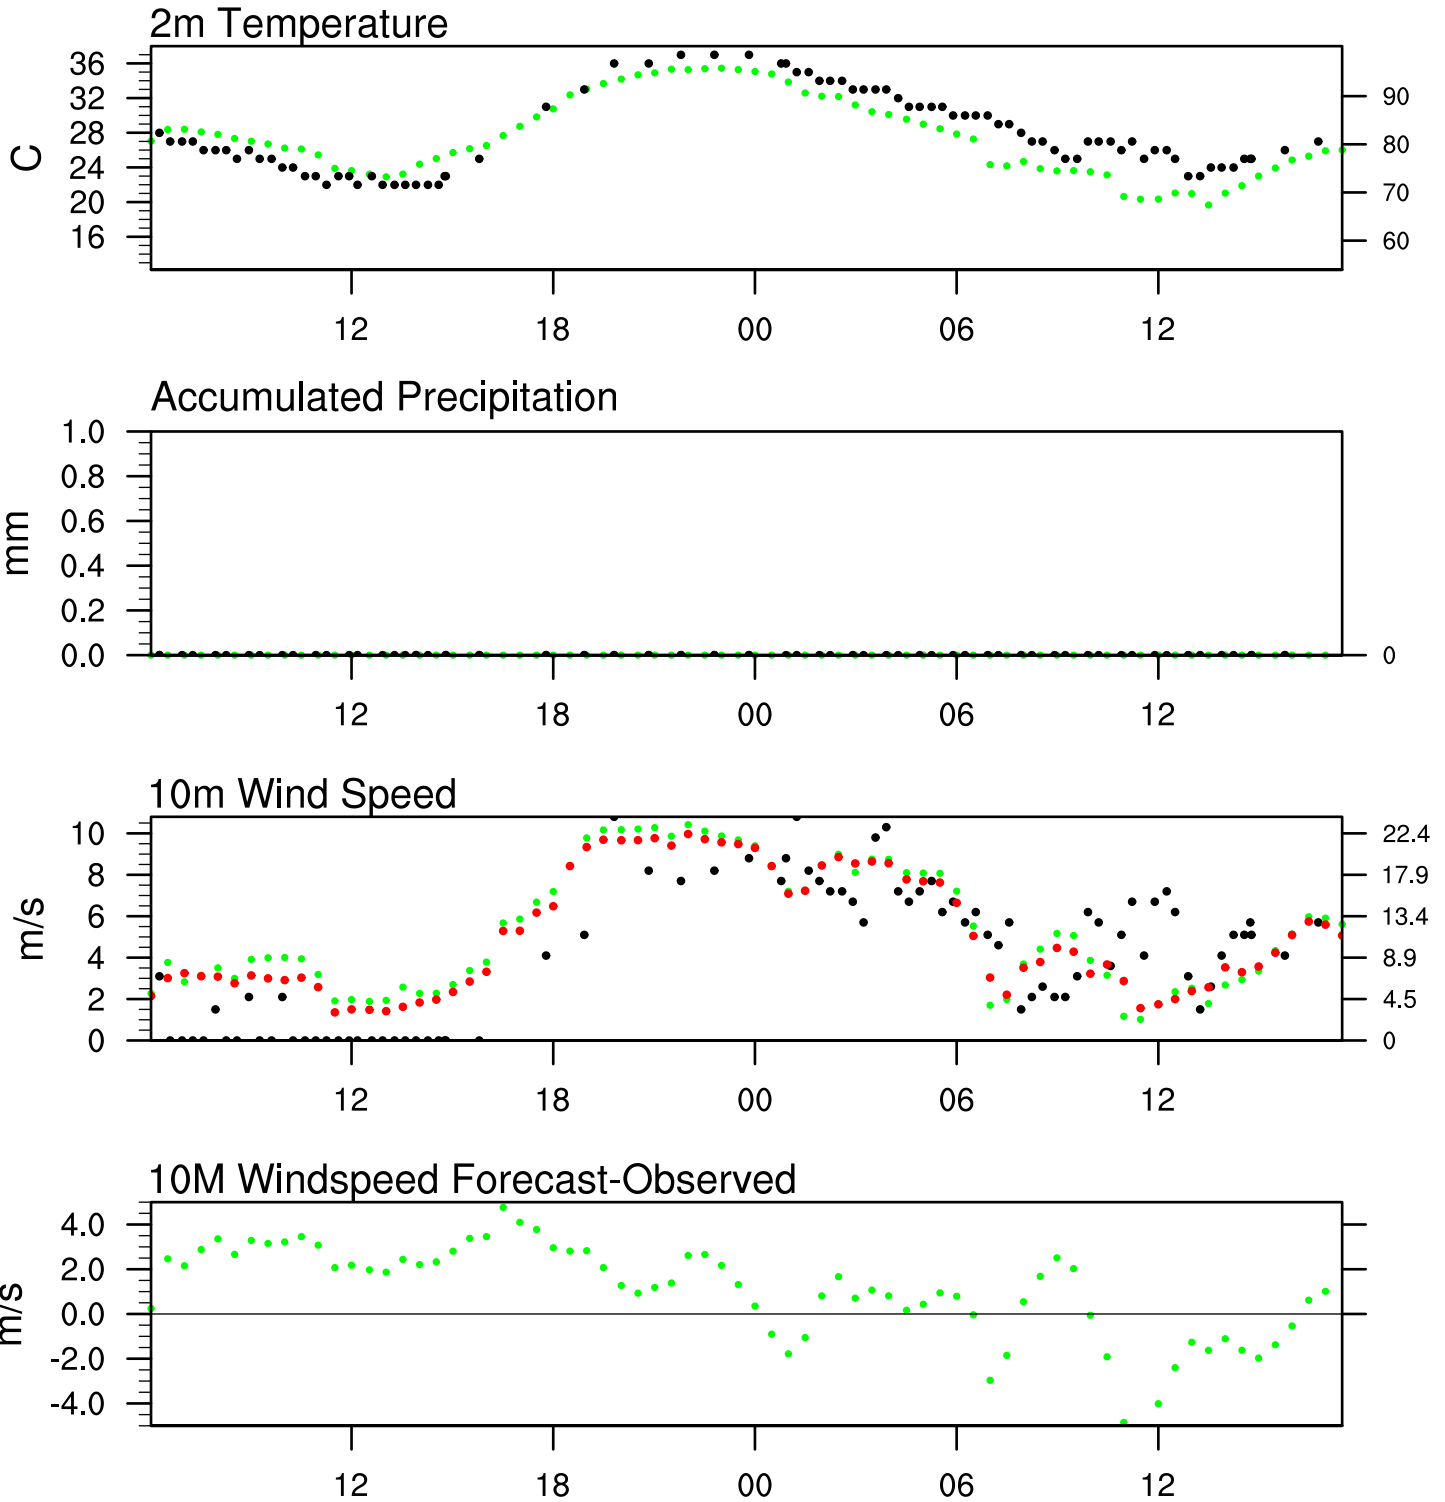 2m Temperature
36
32
28
24
20
16
C
90
80
70
60
12 18 00 06 12
Accumulated Precipitation
1.0
0.8
0.6
0.4
0.2
0.0
mm
0
12 18 00 06 12
10m Wind Speed
10
8
6
4
2
0
m/s
22.4
17.9
13.4
8.9
4.5
0
12 18 00 06 12
10M Windspeed Forecast-Observed
4.0
2.0
0.0
-2.0
-4.0
m/s
12 18 00 06 12